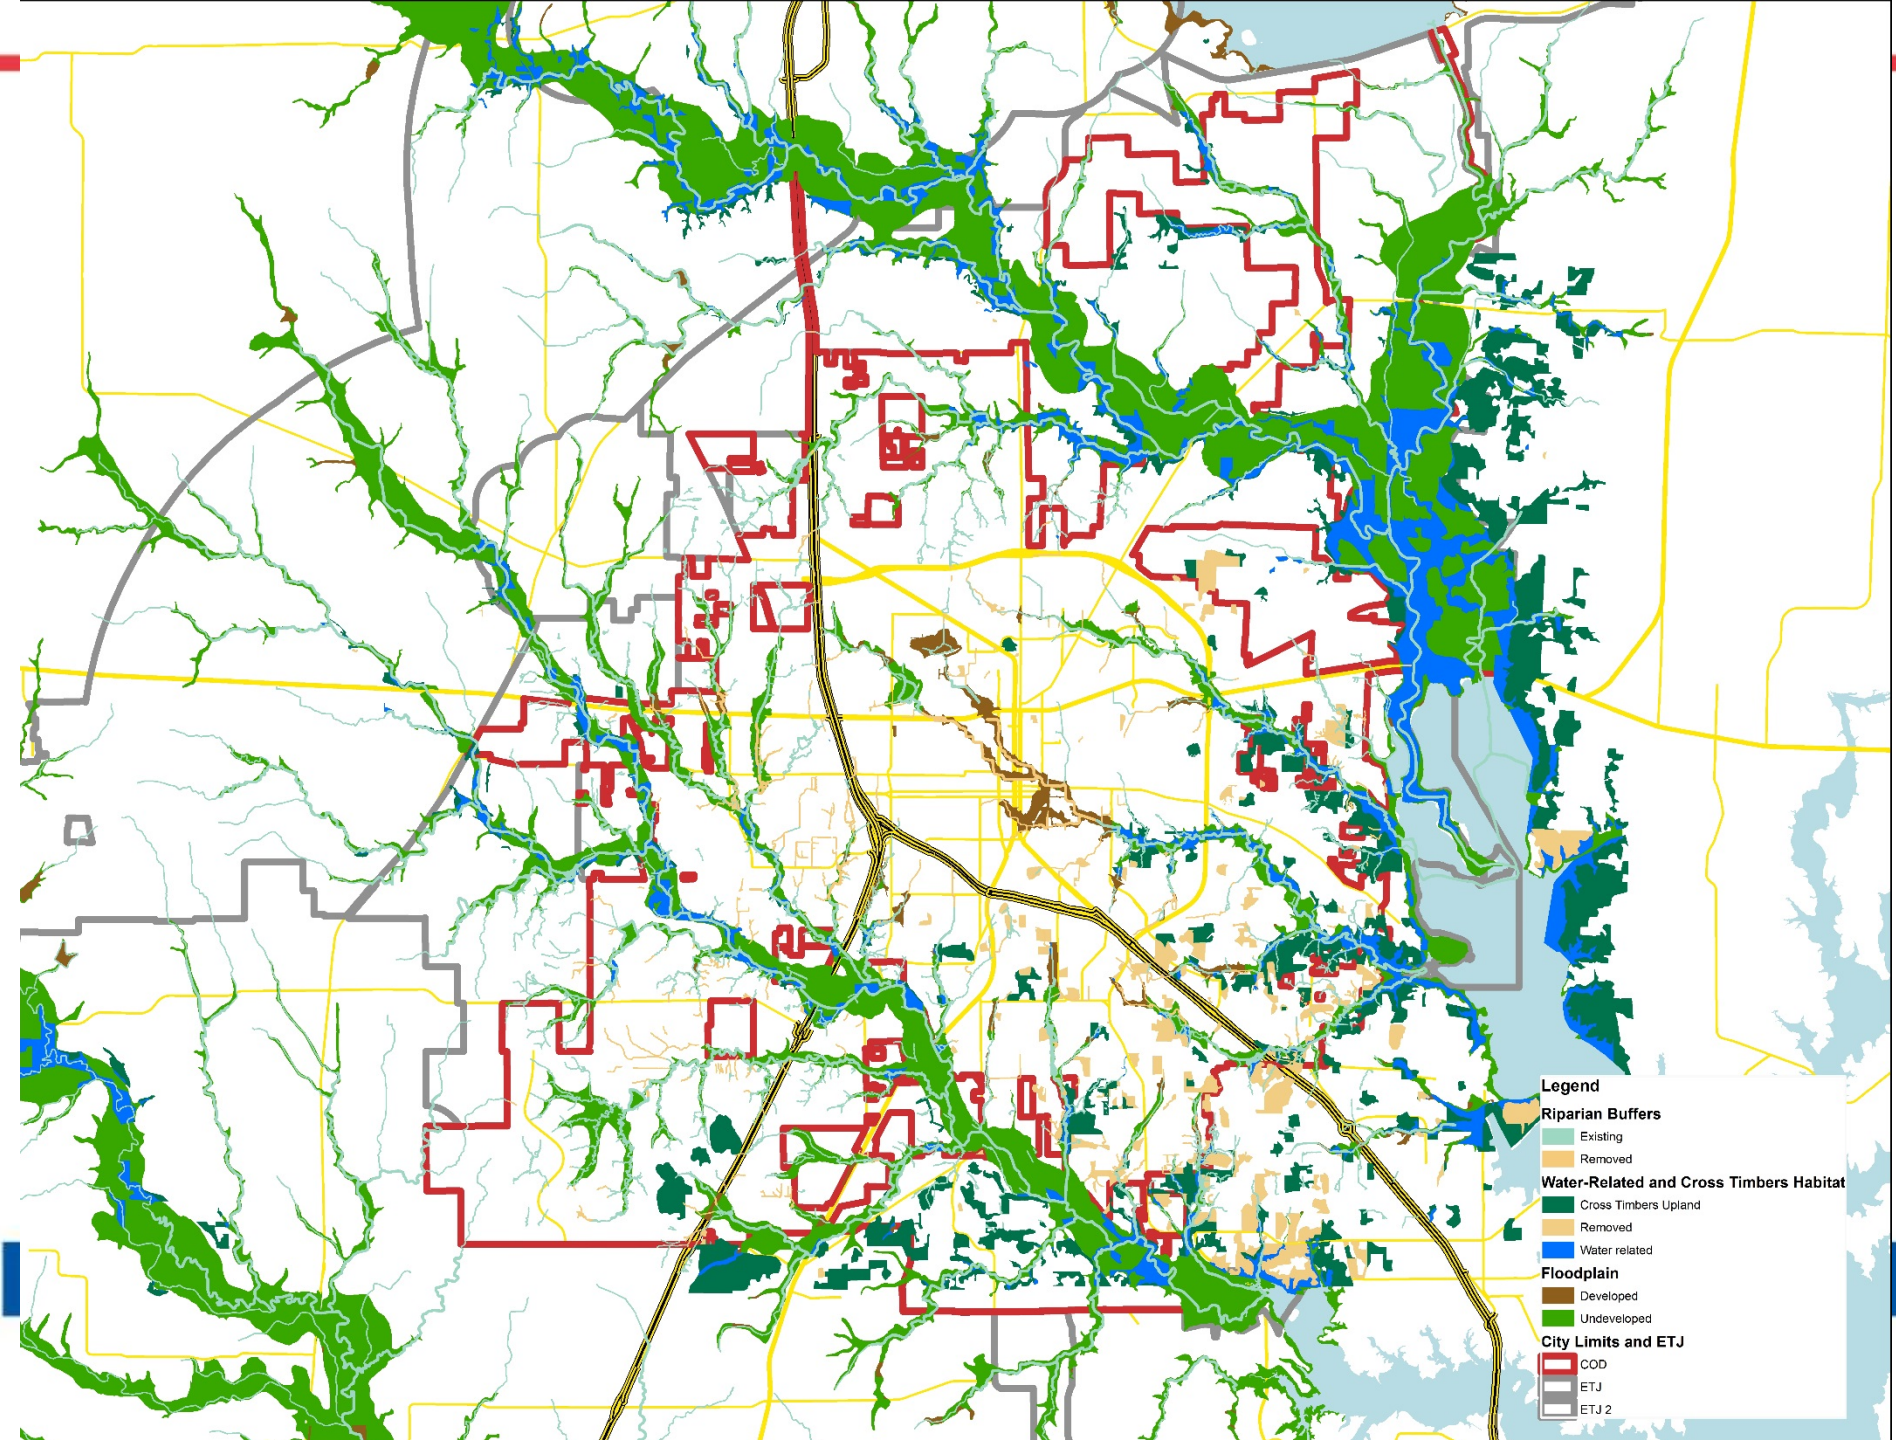 Legend
Riparian Buffers
Existing
Removed
Water-Related and Cross Timbers Habitat
Cross Timbers Upland
Removed
Water related
Floodplain
Developed
Undeveloped
City Limits and ETJ
COD
ETJ
ETJ 2